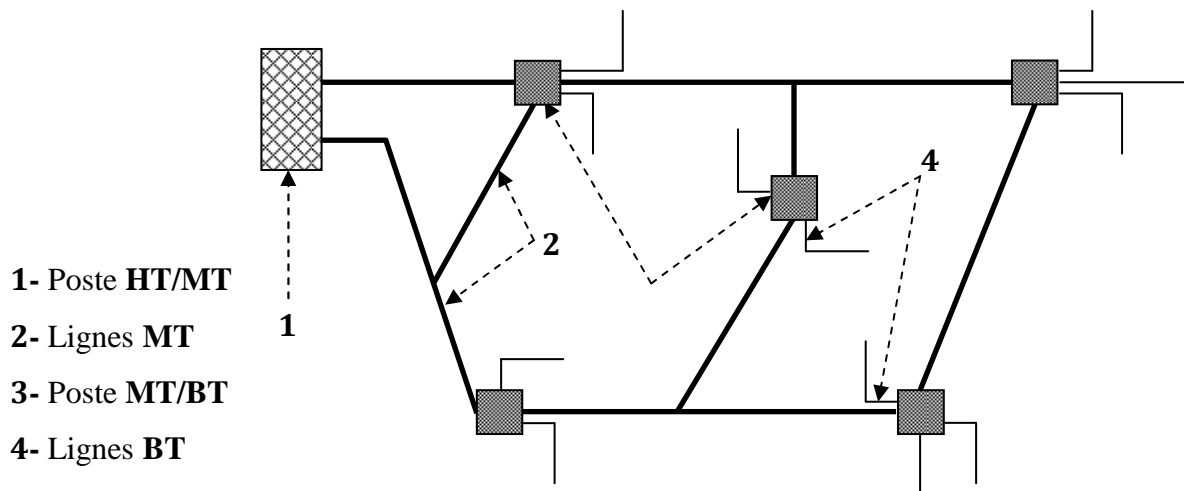 4
2
1- Poste HT/MT
1
2- Lignes MT
3- Poste MT/BT
4- Lignes BT